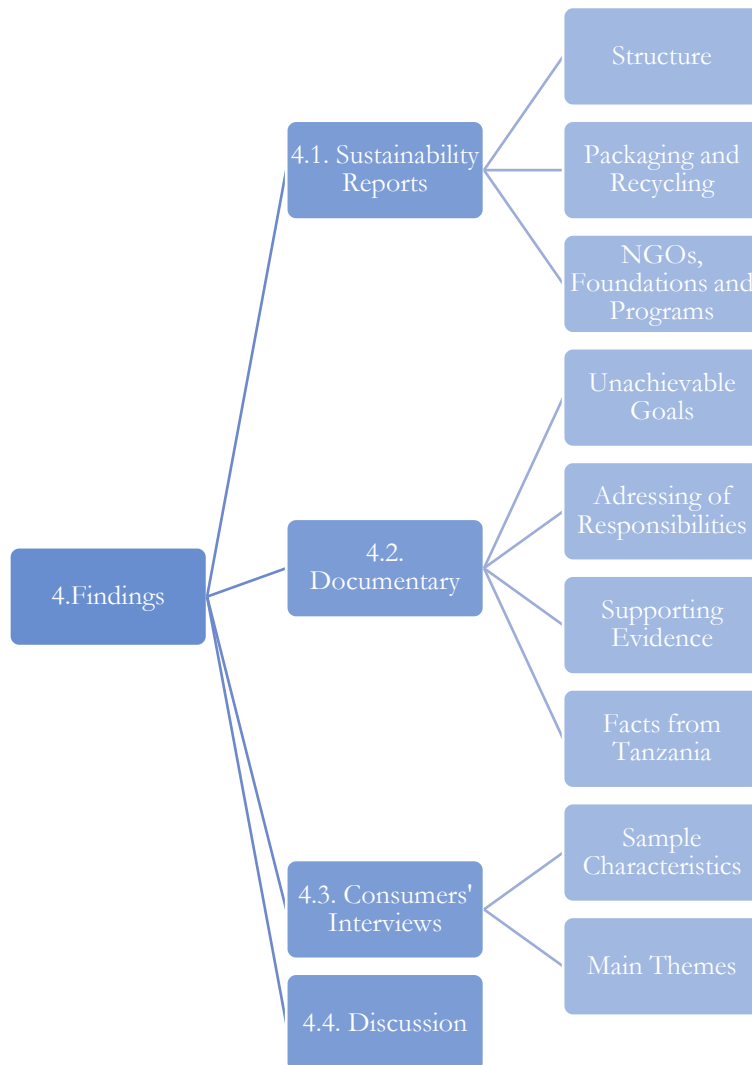 4.Findings
4.1. Sustainability
Reports
Structure
Packaging and
Recycling
NGOs,
Foundations and
Programs
4.2.
Documentary
Unachievable
Goals
Adressing of
Responsibilities
Supporting
Evidence
Facts from
Tanzania
4.3. Consumers'
Interviews
Sample
Characteristics
Main Themes
4.4. Discussion